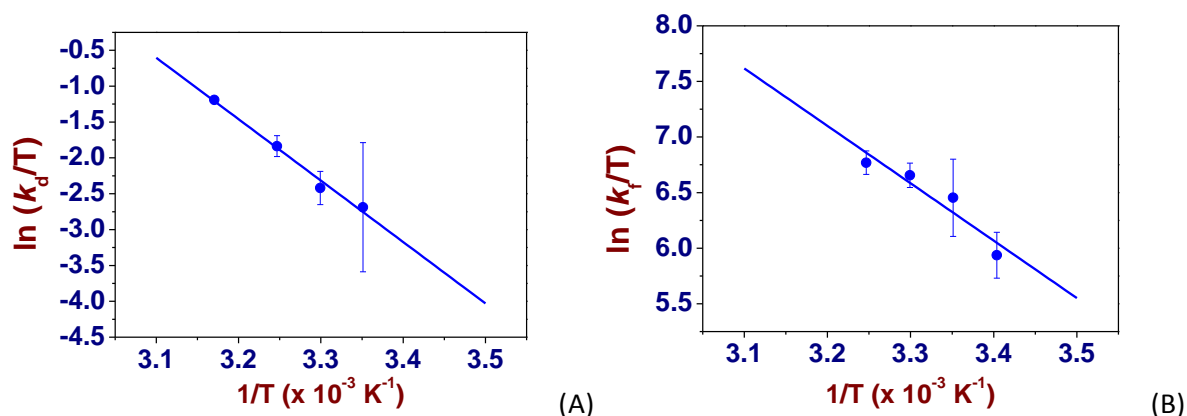 ln (k_d/T)
-0.5
-1.0
-1.5
-2.0
-2.5
-3.0
-3.5
-4.0
-4.5
3.1 3.2 3.3 3.4 3.5
1/T (x 10⁻³ K⁻¹)
(A)
ln (k_f/T)
8.0
7.5
7.0
6.5
6.0
5.5
3.1 3.2 3.3 3.4 3.5
1/T (x 10⁻³ K⁻¹)
(B)